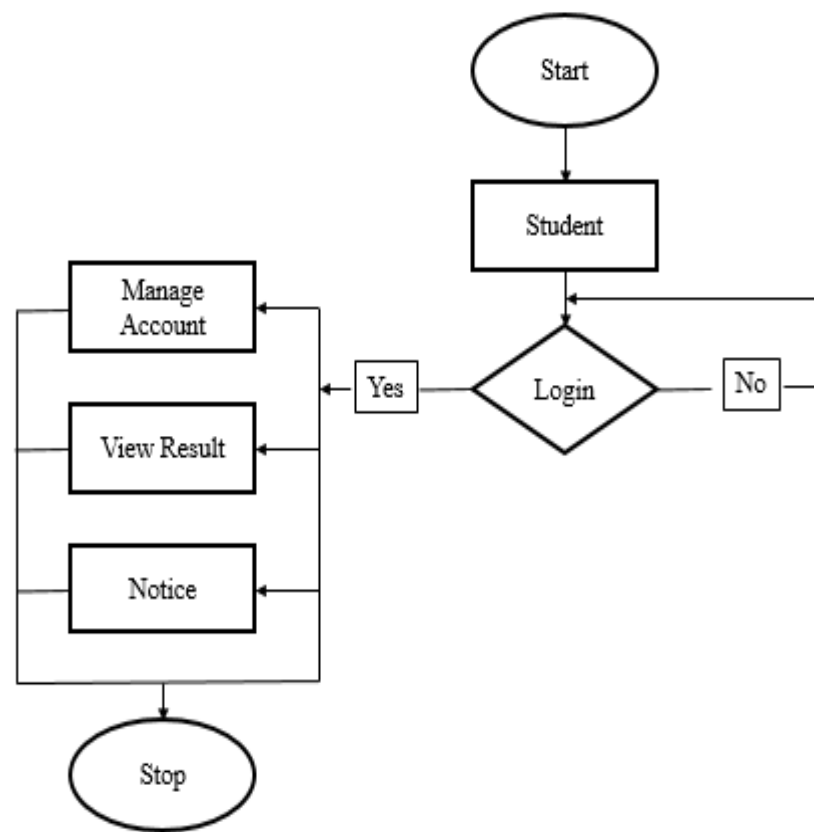 Start
Student
Manage
Account
Yes
Login
No
View Result
Notice
Stop